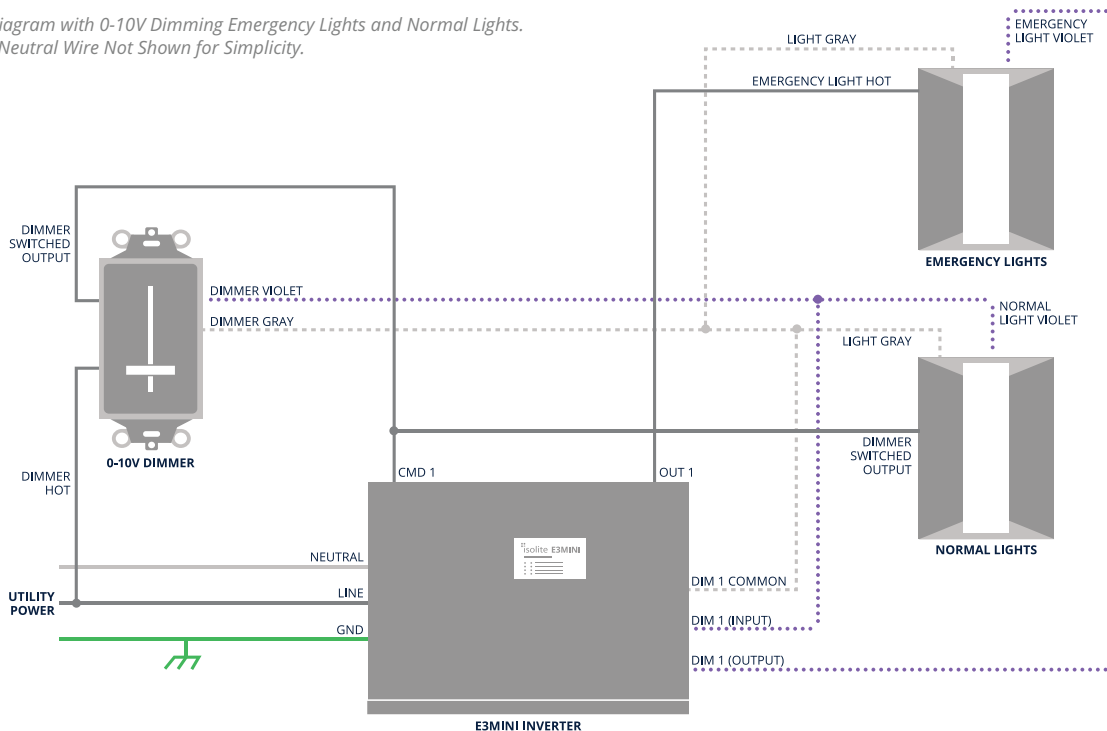 iagram with 0-10V Dimming Emergency Lights and Normal Lights.
Neutral Wire Not Shown for Simplicity.
EMERGENCY
LIGHT VIOLET
LIGHT GRAY
EMERGENCY LIGHT HOT
EMERGENCY LIGHTS
DIMMER
SWITCHED
OUTPUT
DIMMER VIOLET
DIMMER GRAY
NORMAL
LIGHT VIOLET
LIGHT GRAY
0-10V DIMMER
DIMMER
HOT
DIMMER
SWITCHED
OUTPUT
NORMAL LIGHTS
CMD 1
OUT 1
isolite E3MINI
NEUTRAL
LINE
GND
UTILITY
POWER
DIM 1 COMMON
DIM 1 (INPUT)
DIM 1 (OUTPUT)
E3MINI INVERTER